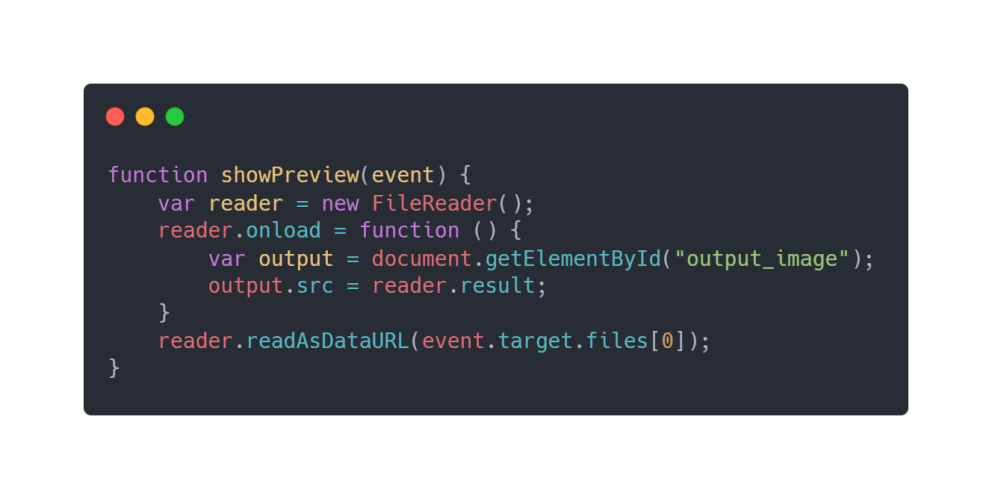 function showPreview(event) {
    var reader = new FileReader();
    reader.onload = function () {
        var output = document.getElementById("output_image");
        output.src = reader.result;
    }
    reader.readAsDataURL(event.target.files[0]);
}